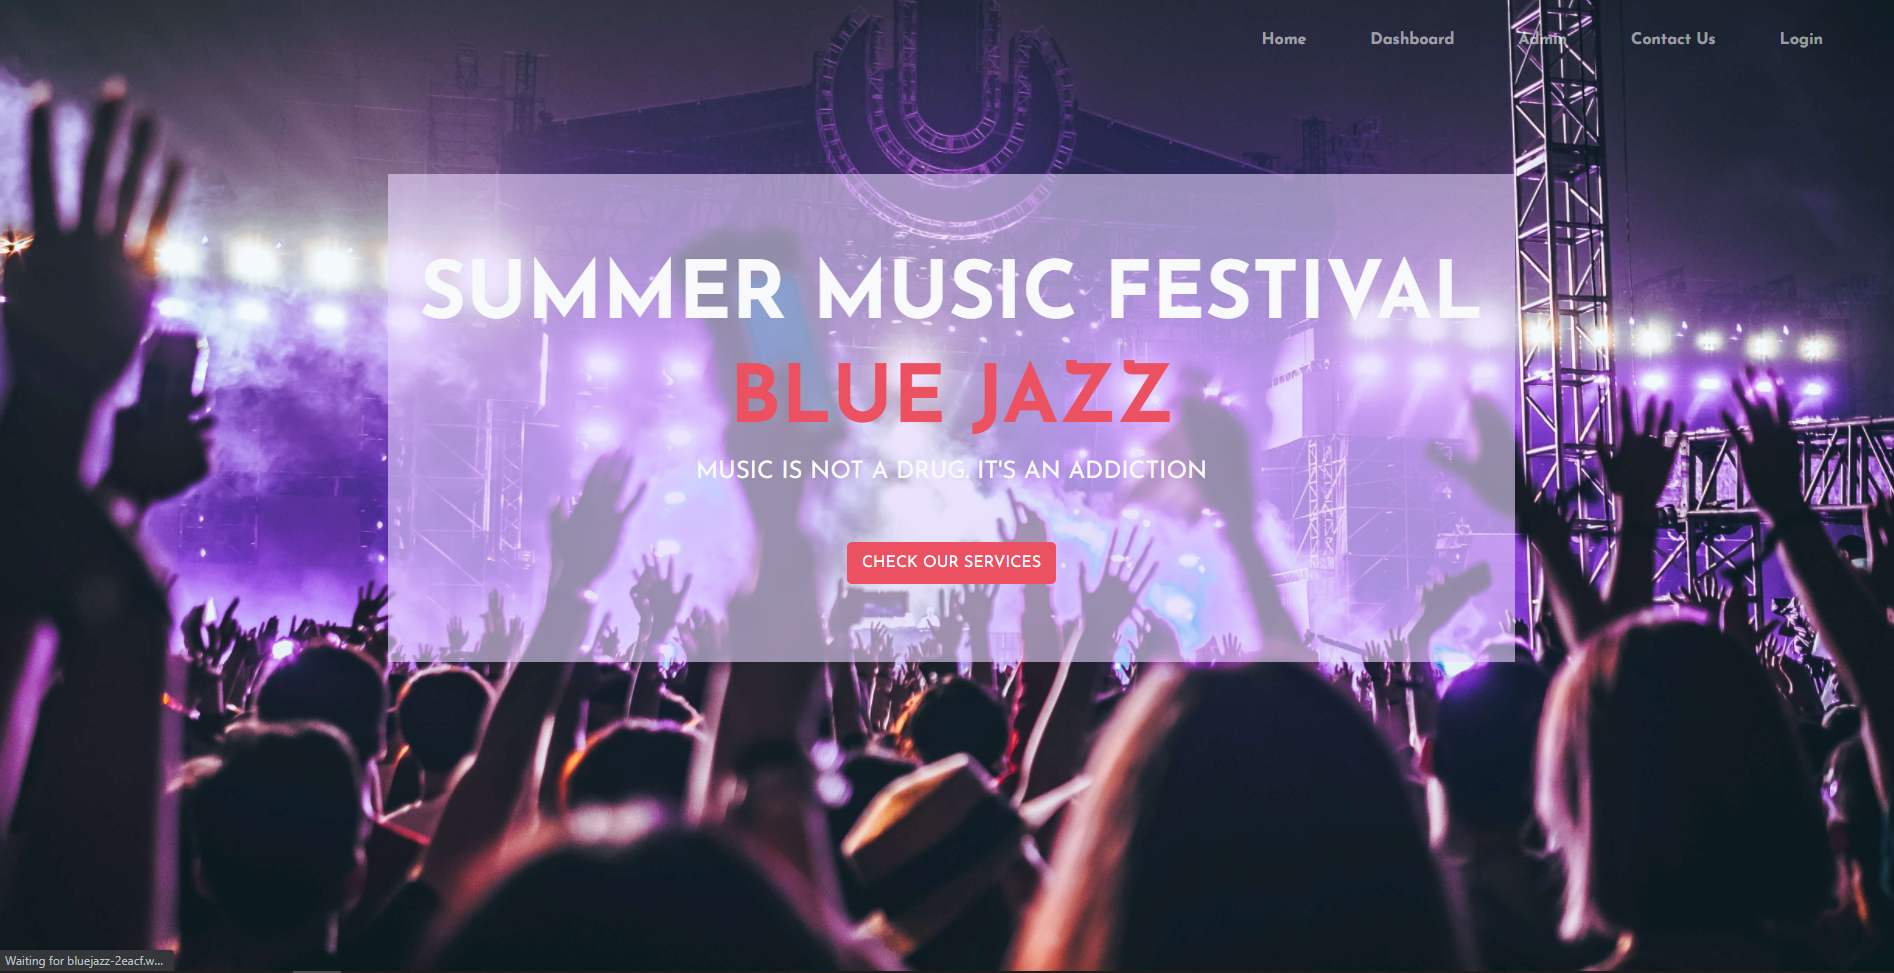 Home Dashboard Admin Contact Us Login
SUMMER MUSIC FESTIVAL
BLUE JAZZ
MUSIC IS NOT A DRUG. IT'S AN ADDICTION
CHECK OUR SERVICES
Waiting for bluejazz-2eacf.w...